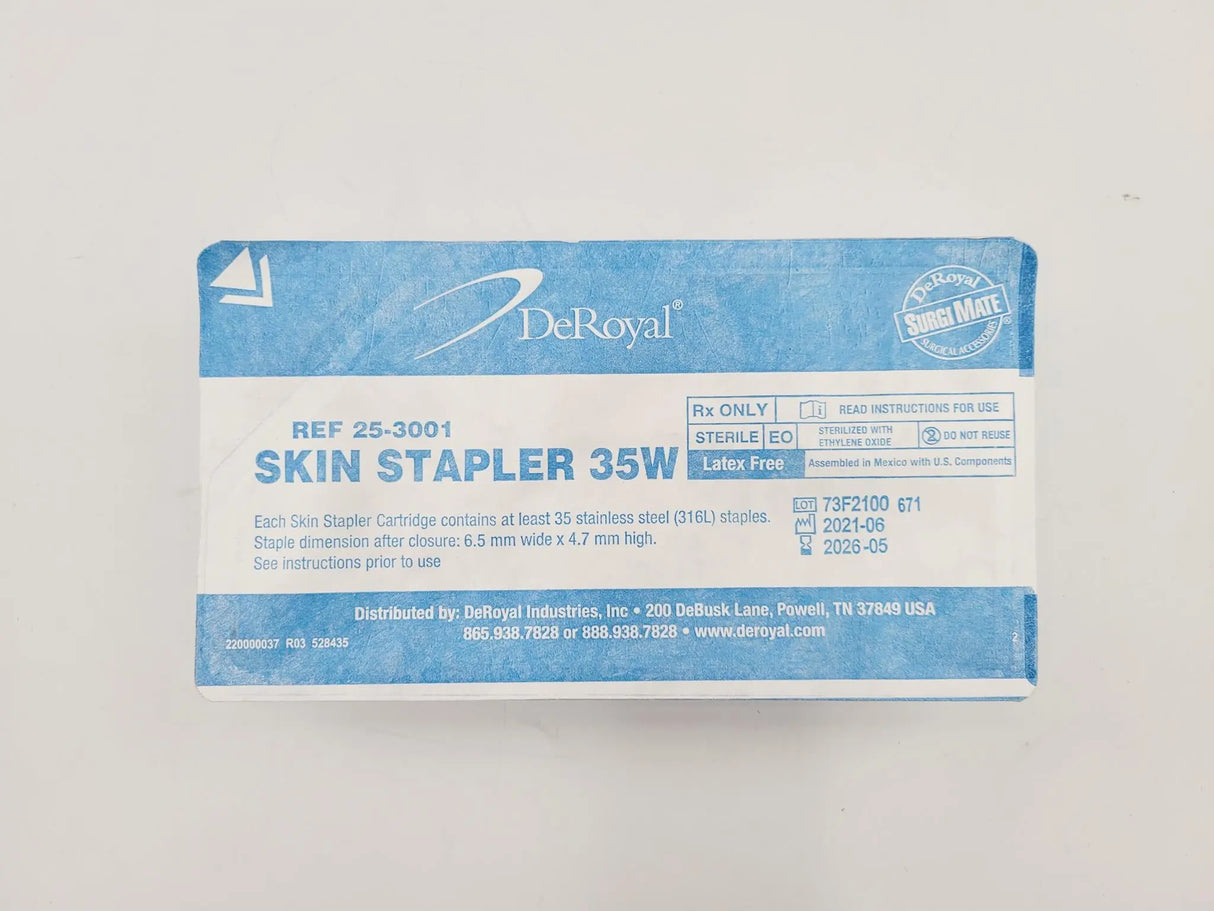 DeRoyal®
DeRoyal
SURGI MATE®
SURGICAL ACCESSORIES
REF 25-3001
SKIN STAPLER 35W
Rx ONLY
i READ INSTRUCTIONS FOR USE
STERILE EO
STERILIZED WITH
ETHYLENE OXIDE
2 DO NOT REUSE
Latex Free
Assembled in Mexico with U.S. Components
Each Skin Stapler Cartridge contains at least 35 stainless steel (316L) staples.
Staple dimension after closure: 6.5 mm wide x 4.7 mm high.
See instructions prior to use
LOT 73F2100 671
2021-06
2026-05
Distributed by: DeRoyal Industries, Inc • 200 DeBusk Lane, Powell, TN 37849 USA
865.938.7828 or 888.938.7828 • www.deroyal.com
220000037 R03 528435
2